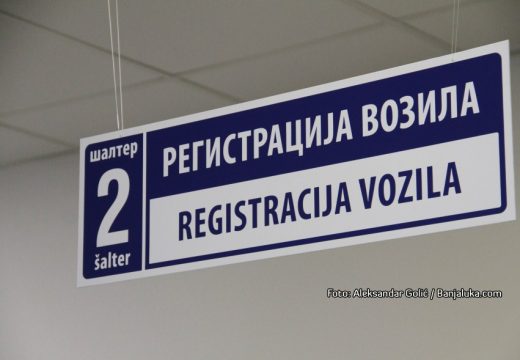 шалтер
2
šalter
РЕГИСТРАЦИЈА ВОЗИЛА
REGISTRACIJA VOZILA
Foto: Aleksandar Golić / Banjaluka.com